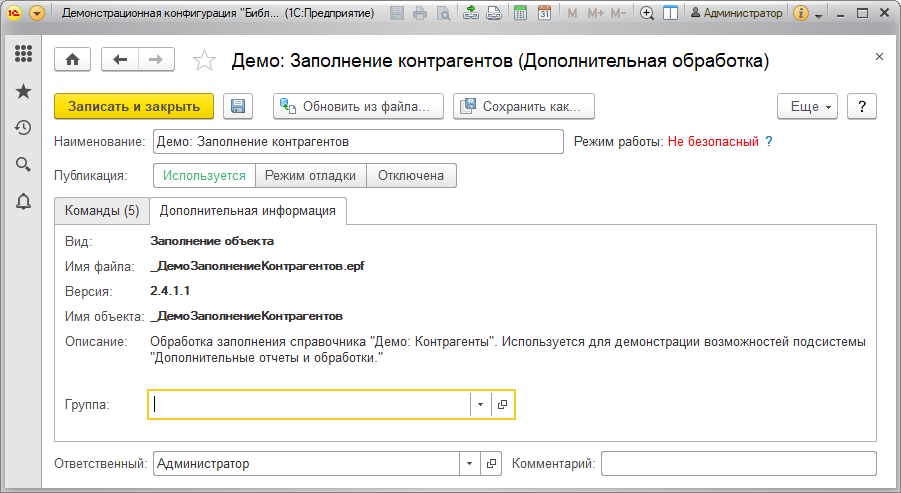 Демонстрационная конфигурация "Библ... (1С:Предприятие)
M M+ M- 31 Администратор
Демо: Заполнение контрагентов (Дополнительная обработка)
Записать и закрыть Обновить из файла... Сохранить как... Еще ?
Наименование: Демо: Заполнение контрагентов Режим работы: Не безопасный ?
Публикация: Используется Режим отладки Отключена
Команды (5) Дополнительная информация
Вид: Заполнение объекта
Имя файла: _ДемоЗаполнениеКонтрагентов.epf
Версия: 2.4.1.1
Имя объекта: _ДемоЗаполнениеКонтрагентов
Описание: Обработка заполнения справочника "Демо: Контрагенты". Используется для демонстрации возможностей подсистемы
"Дополнительные отчеты и обработки."
Группа:
Ответственный: Администратор Комментарий: